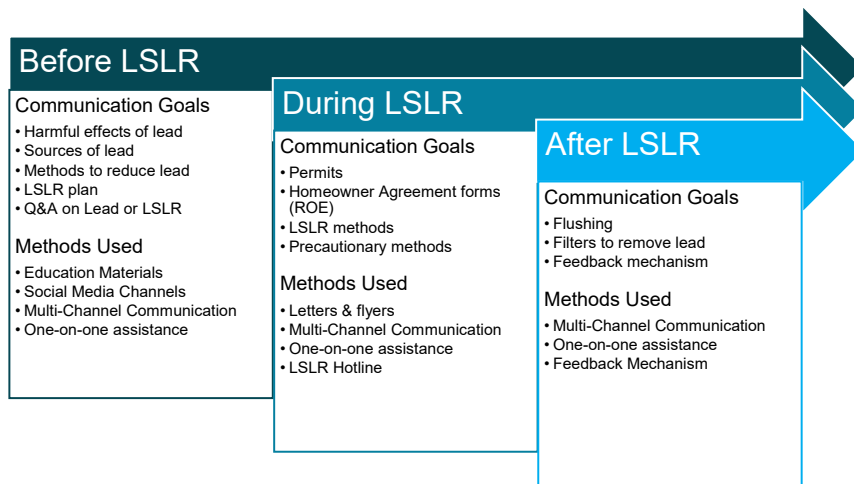 Before LSLR
Communication Goals
• Harmful effects of lead
• Sources of lead
• Methods to reduce lead
• LSLR plan
• Q&A on Lead or LSLR
Methods Used
• Education Materials
• Social Media Channels
• Multi-Channel Communication
• One-on-one assistance
During LSLR
Communication Goals
• Permits
• Homeowner Agreement forms
(ROE)
• LSLR methods
• Precautionary methods
Methods Used
• Letters & flyers
• Multi-Channel Communication
• One-on-one assistance
• LSLR Hotline
After LSLR
Communication Goals
• Flushing
• Filters to remove lead
• Feedback mechanism
Methods Used
• Multi-Channel Communication
• One-on-one assistance
• Feedback Mechanism